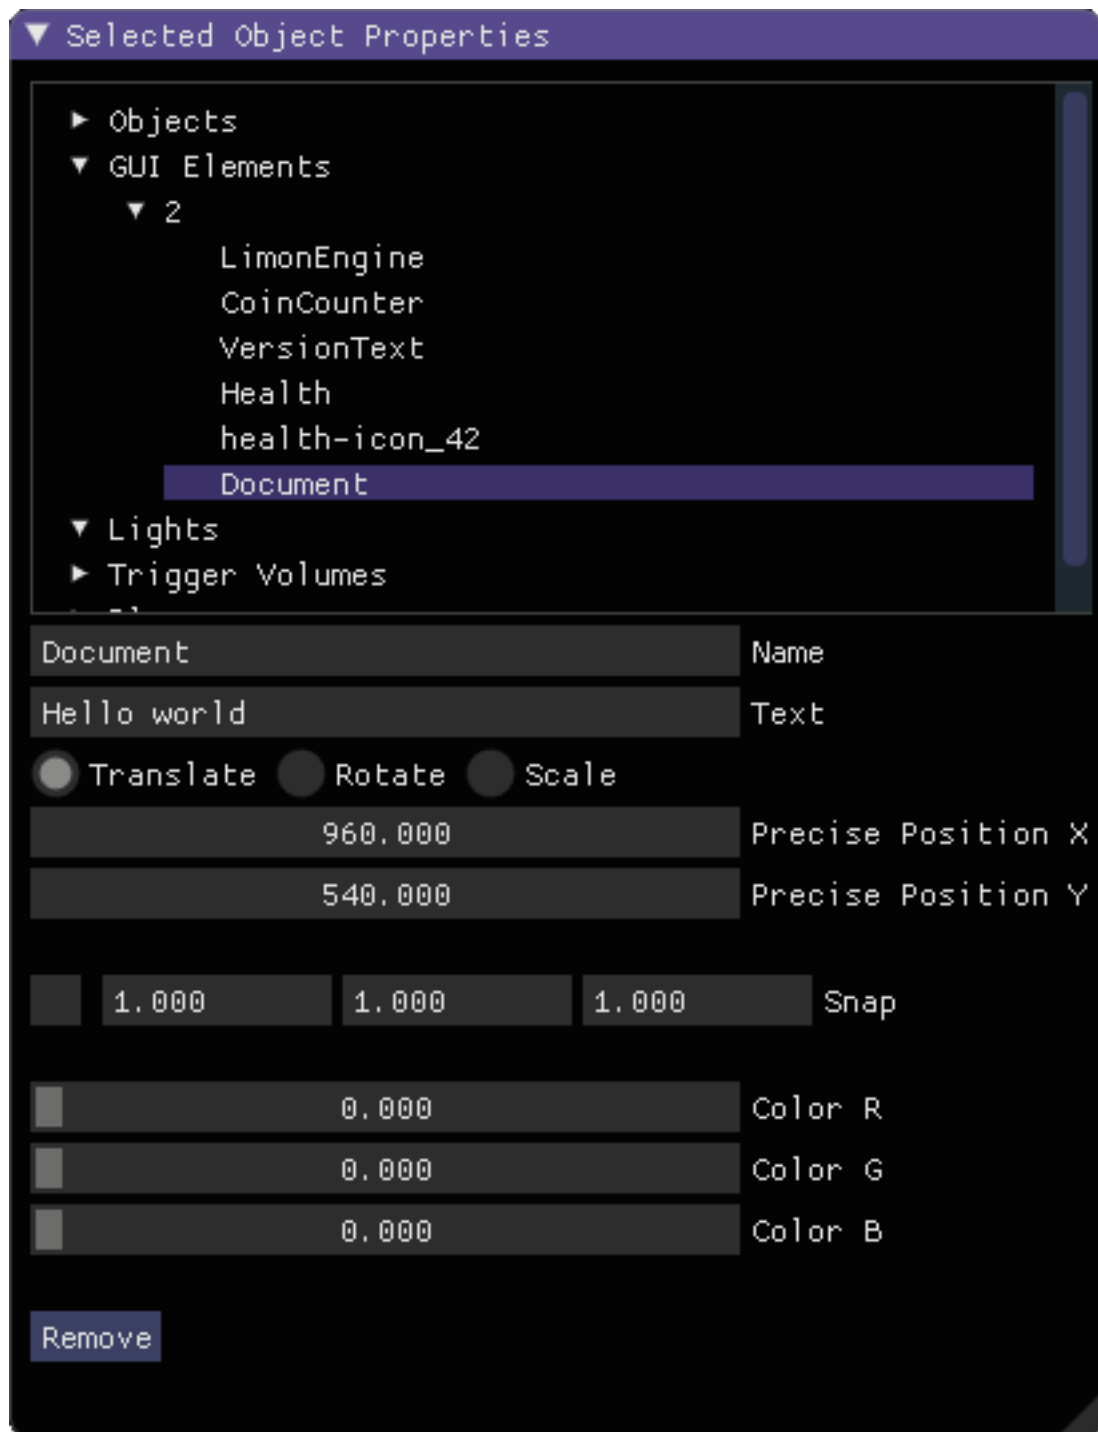 Selected Object Properties
Objects
GUI Elements
2
LimonEngine
CoinCounter
VersionText
Health
health-icon_42
Document
Lights
Trigger Volumes
Document Name
Hello world Text
Translate Rotate Scale
960.000 Precise Position X
540.000 Precise Position Y
1.000 1.000 1.000 Snap
0.000 Color R
0.000 Color G
0.000 Color B
Remove